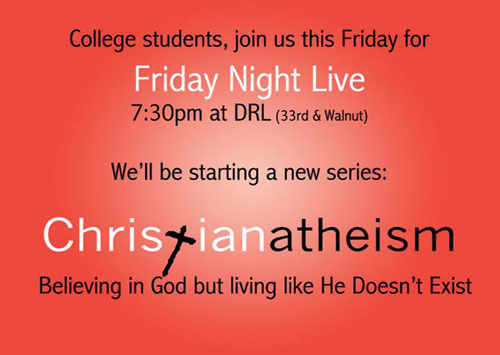 College students, join us this Friday for
Friday Night Live
7:30pm at DRL (33rd & Walnut)
We'll be starting a new series:
Christianatheism
Believing in God but living like He Doesn't Exist